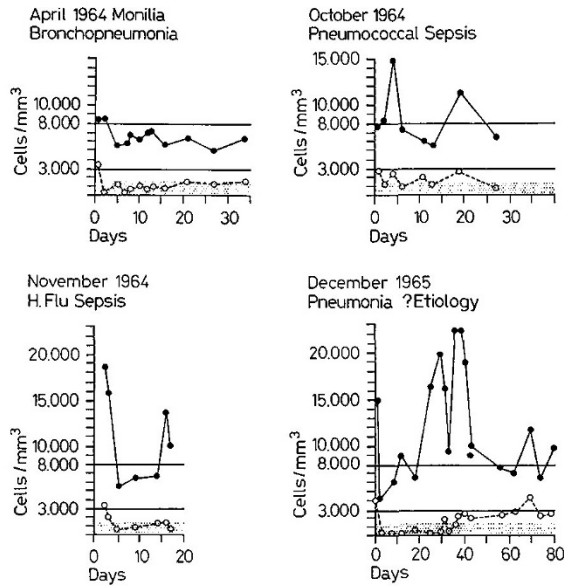 April 1964 Monilia
Bronchopneumonia
Cells/mm³
10.000
8.000
3.000
0 10 20 30
Days
October 1964
Pneumococcal Sepsis
Cells/mm³
15.000
10.000
8.000
3.000
0 10 20 30
Days
November 1964
H.Flu Sepsis
Cells/mm³
20.000
15.000
10.000
8.000
3.000
0 10 20
Days
December 1965
Pneumonia ?Etiology
Cells/mm³
20.000
15.000
10.000
8.000
3.000
0 20 40 60 80
Days